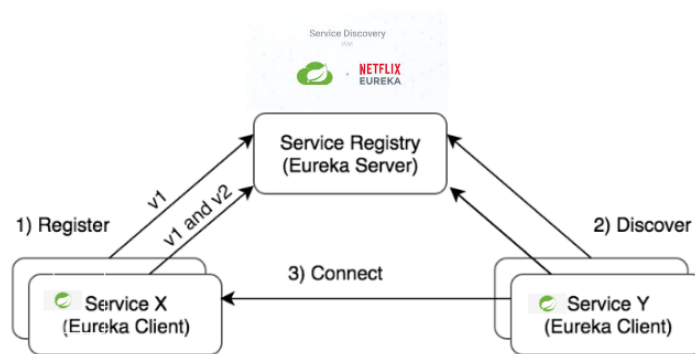 Service Discovery
NETFLIX
EUREKA
Service Registry
(Eureka Server)
v1
v1 and v2
1) Register
2) Discover
3) Connect
Service X
(Eureka Client)
Service Y
(Eureka Client)